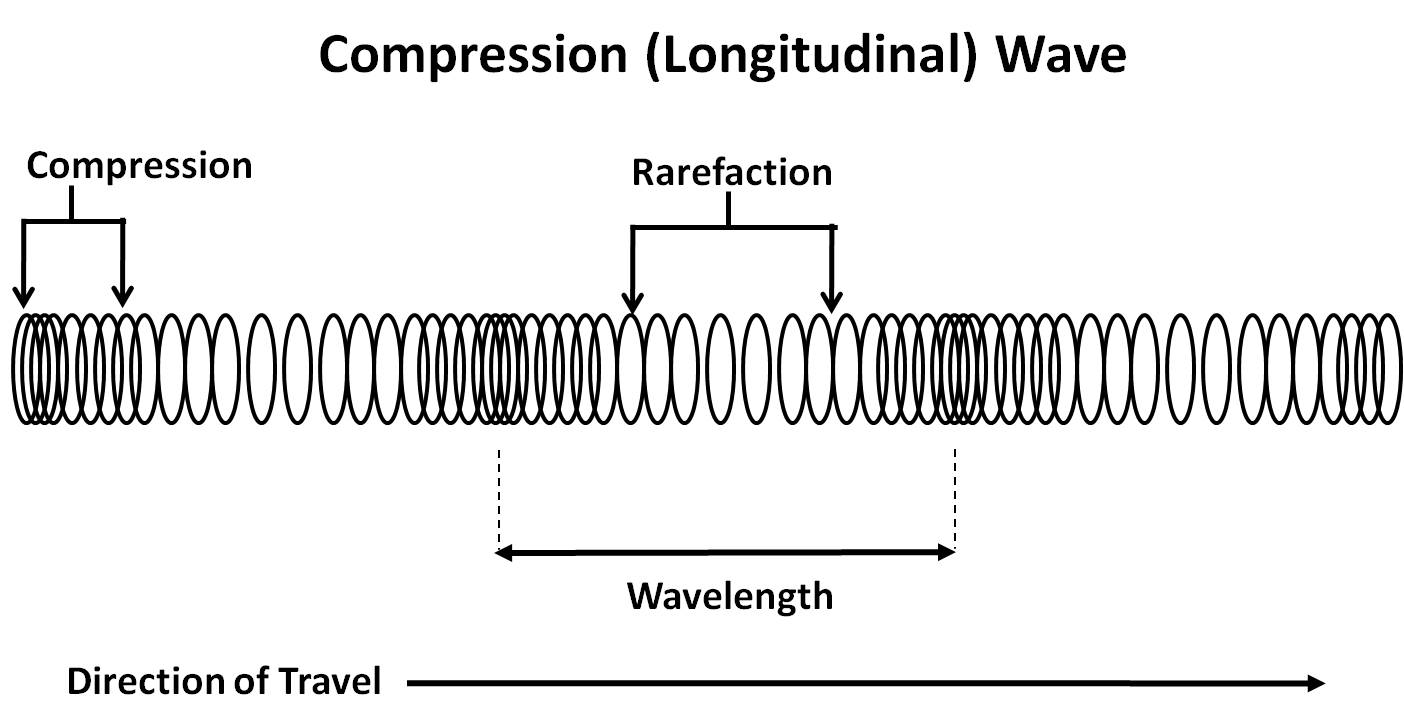 Compression (Longitudinal) Wave
Compression
Rarefaction
Wavelength
Direction of Travel